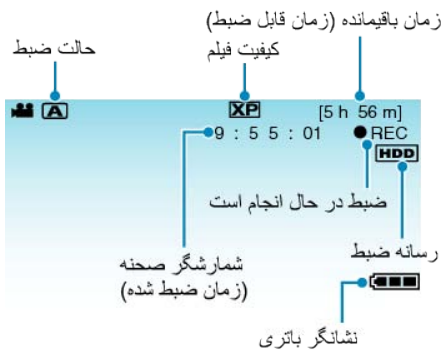 زمان باقیمانده (زمان قابل ضبط)
کیفیت فیلم
حالت ضبط
A
XP
[5 h 56 m]
9 : 5 5 : 01
REC
HDD
ضبط در حال انجام است
رسانه ضبط
شمارشگر صحنه
(زمان ضبط شده)
نشانگر باتری